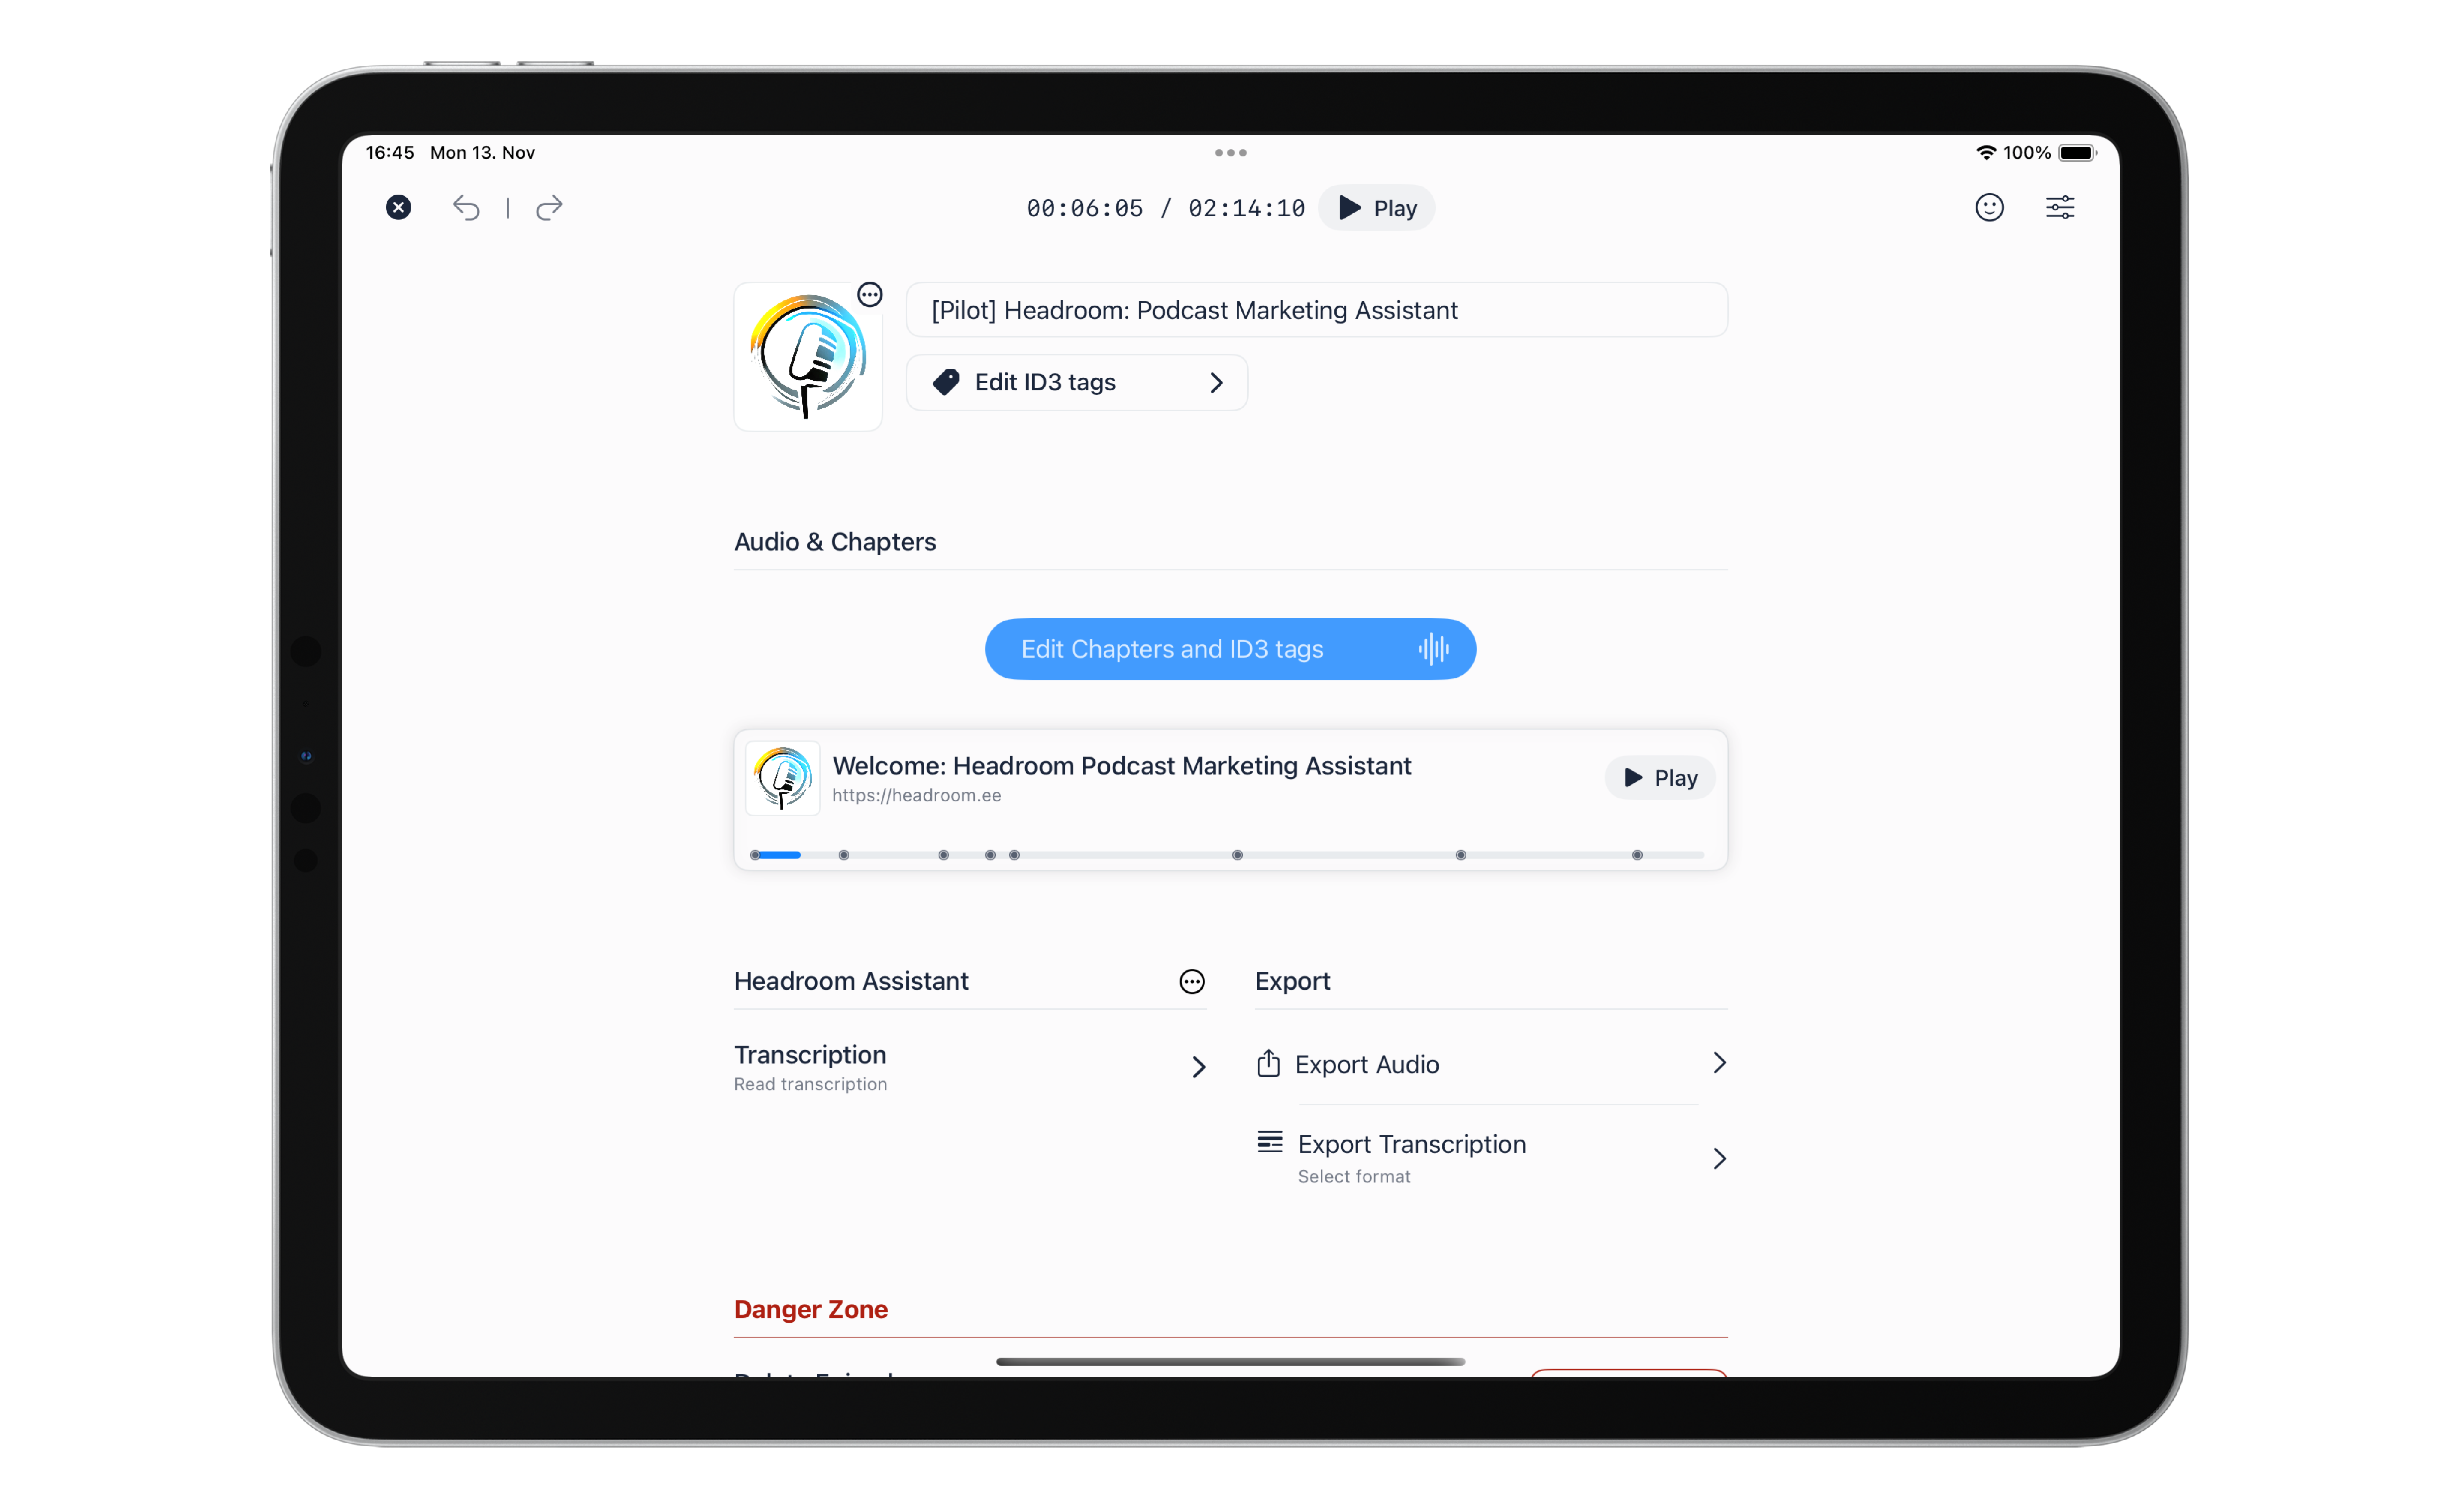 16:45 Mon 13. Nov
100%
00:06:05 / 02:14:10
Play
[Pilot] Headroom: Podcast Marketing Assistant
Edit ID3 tags
Audio & Chapters
Edit Chapters and ID3 tags
Welcome: Headroom Podcast Marketing Assistant
https://headroom.ee
Play
Headroom Assistant
Transcription
Read transcription
Export
Export Audio
Export Transcription
Select format
Danger Zone